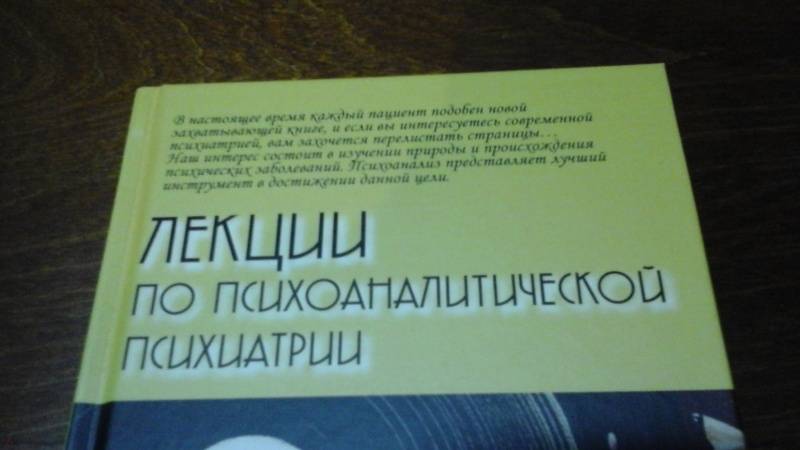 В настоящее время каждый пациент подобен новой
захватывающей книге, и если вы интересуетесь современной
психиатрией, вам захочется перелистать страницы...
Наш интерес состоит в изучении природы и происхождения
психических заболеваний. Психоанализ представляет лучший
инструмент в достижении данной цели.
ЛЕКЦИИ
ПО ПСИХОАНАЛИТИЧЕСКОЙ
ПСИХИАТРИИ